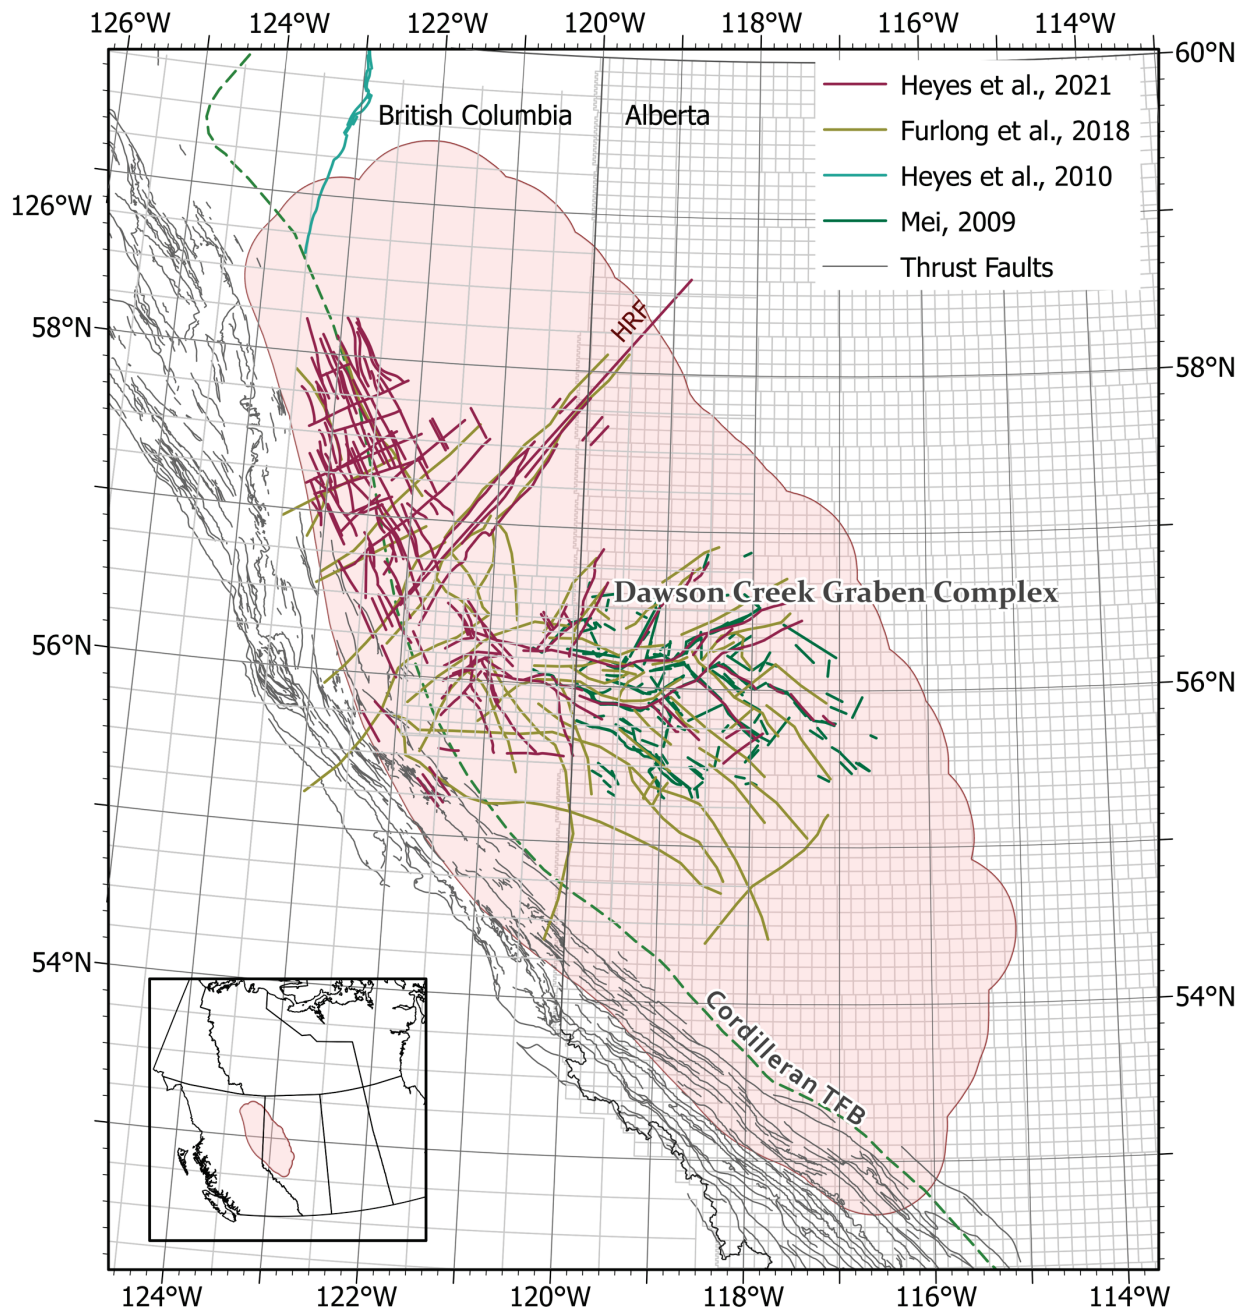 126°W 124°W 122°W 120°W 118°W 116°W 114°W
60°N
British Columbia Alberta
Heyes et al., 2021
Furlong et al., 2018
Heyes et al., 2010
Mei, 2009
Thrust Faults
126°W
58°N
HRF
58°N
Dawson Creek Graben Complex
56°N
56°N
54°N
54°N
Cordilleran TFB
124°W 122°W 120°W 118°W 116°W 114°W